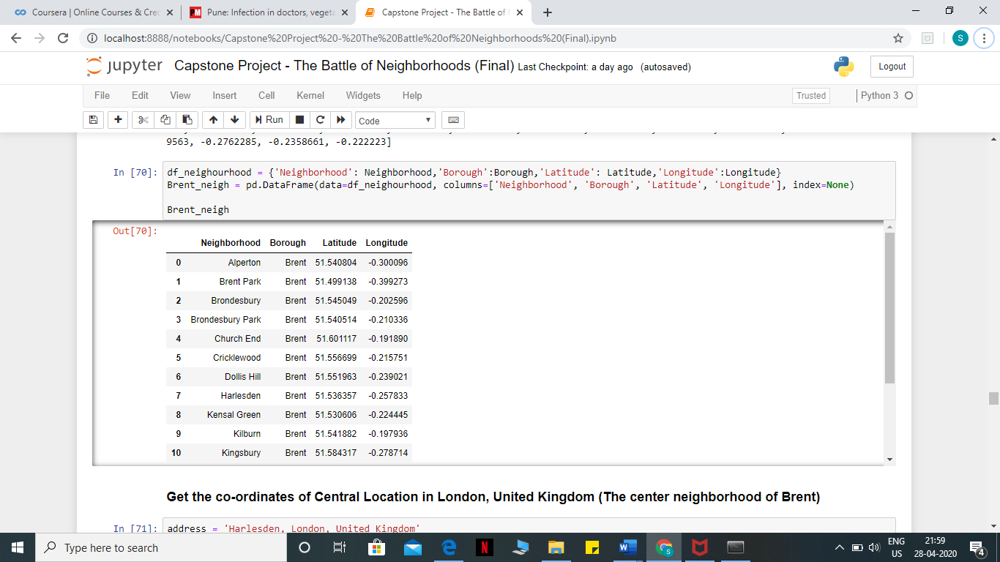 Coursera | Online Courses & Cre
Pune: Infection in doctors, vegeta
Capstone Project - The Battle of
localhost:8888/notebooks/Capstone%20Project%20-%20The%20Battle%20of%20Neighborhoods%20(Final).ipynb
S
jupyter Capstone Project - The Battle of Neighborhoods (Final) Last Checkpoint: a day ago (autosaved)
Logout
File Edit View Insert Cell Kernel Widgets Help
Trusted
Python 3
Run
Code
9563, -0.2762285, -0.2358661, -0.222223]
In [70]: df_neighourhood = {'Neighborhood': Neighborhood,'Borough':Borough,'Latitude': Latitude,'Longitude':Longitude}
Brent_neigh = pd.DataFrame(data=df_neighourhood, columns=['Neighborhood', 'Borough', 'Latitude', 'Longitude'], index=None)
Brent_neigh
Out[70]:
Neighborhood Borough Latitude Longitude
0 Alperton Brent 51.540804 -0.300096
1 Brent Park Brent 51.499138 -0.399273
2 Brondesbury Brent 51.545049 -0.202596
3 Brondesbury Park Brent 51.540514 -0.210336
4 Church End Brent 51.601117 -0.191890
5 Cricklewood Brent 51.556699 -0.215751
6 Dollis Hill Brent 51.551963 -0.239021
7 Harlesden Brent 51.536357 -0.257833
8 Kensal Green Brent 51.530606 -0.224445
9 Kilburn Brent 51.541882 -0.197936
10 Kingsbury Brent 51.584317 -0.278714
Get the co-ordinates of Central Location in London, United Kingdom (The center neighborhood of Brent)
In [71]: address = 'Harlesden, London, United Kingdom'
Type here to search
ENG
US
21:59
28-04-2020
4